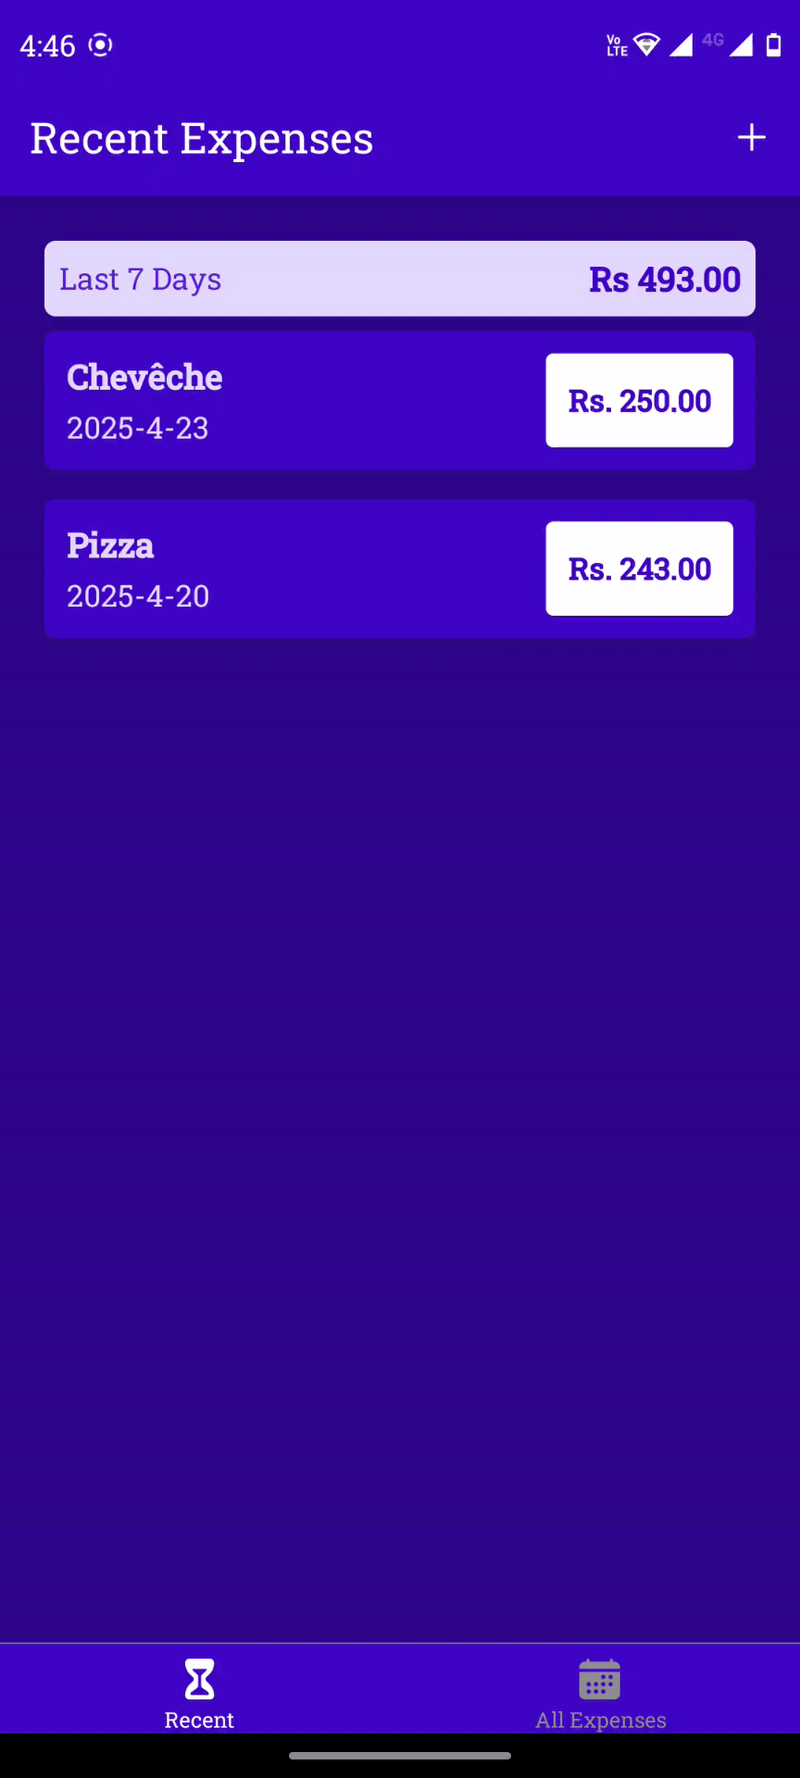 4:46
Vo LTE 4G
Recent Expenses
Last 7 Days Rs 493.00
Chevêche
2025-4-23
Rs. 250.00
Pizza
2025-4-20
Rs. 243.00
Recent
All Expenses